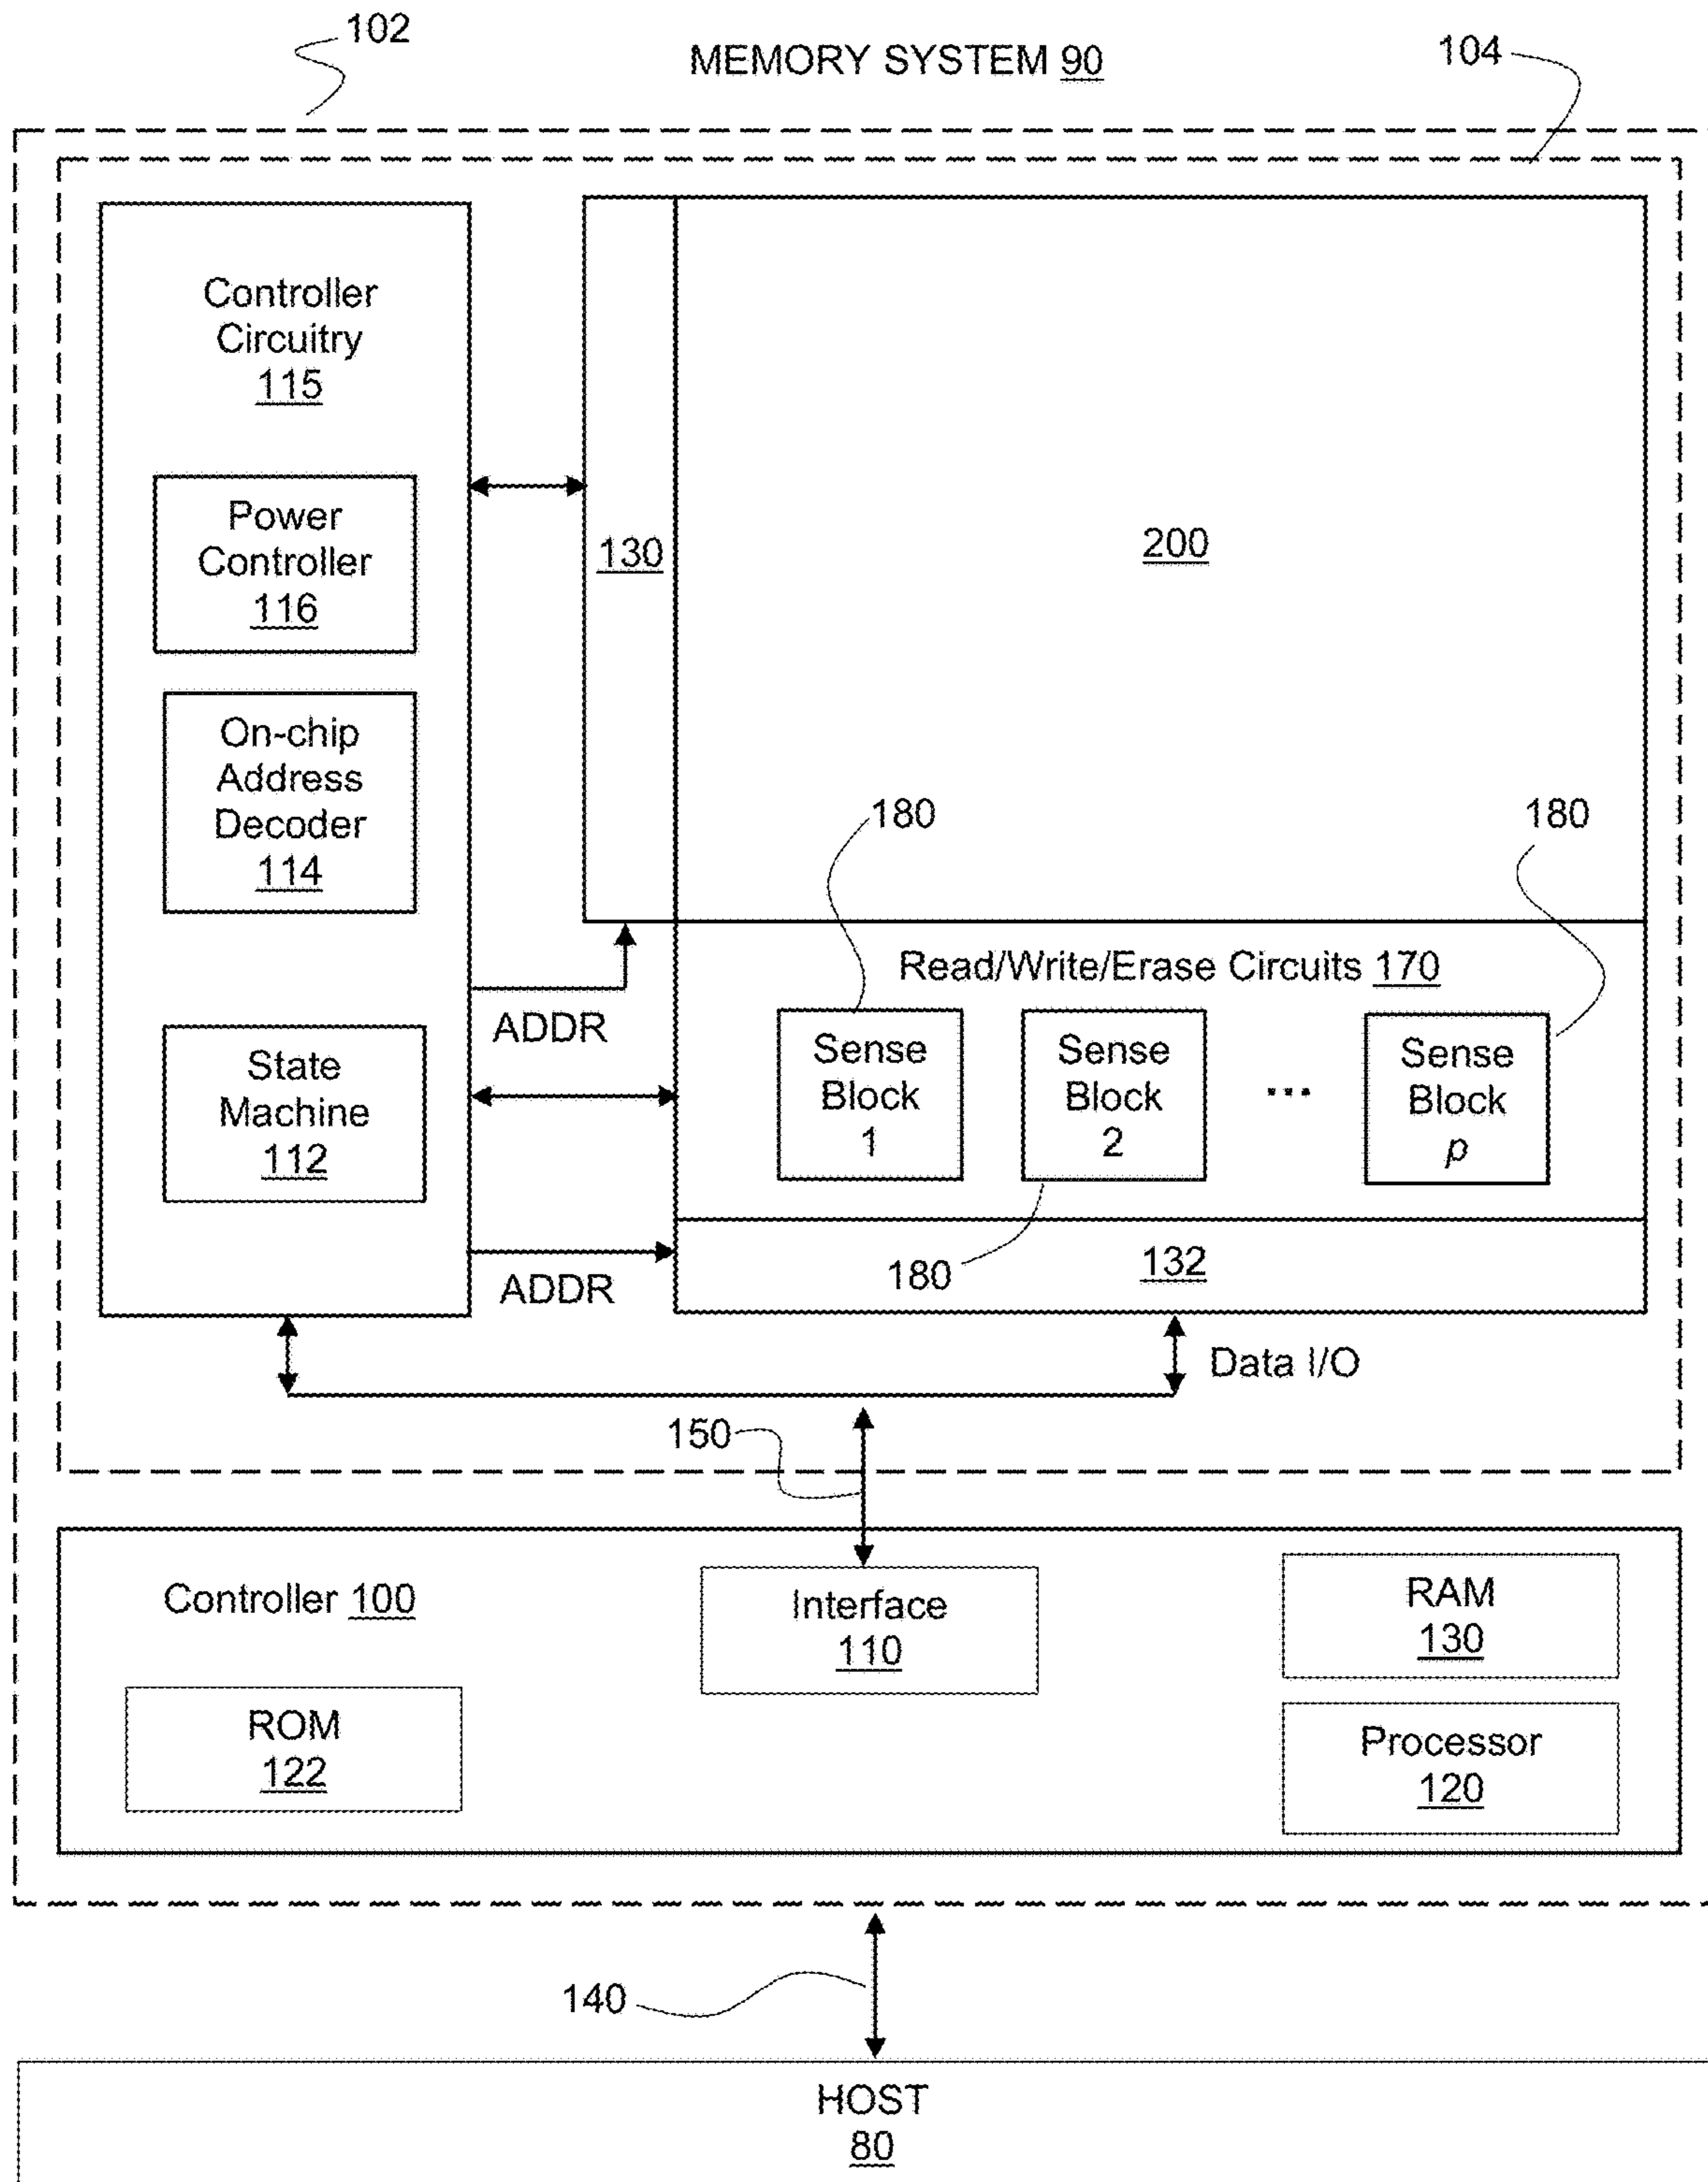 102
MEMORY SYSTEM 90
104
Controller
Circuitry
115
Power
Controller
116
On-chip
Address
Decoder
114
State
Machine
112
130
200
180
180
Read/Write/Erase Circuits 170
ADDR
Sense
Block
1
Sense
Block
2
...
Sense
Block
p
180
132
ADDR
Data I/O
150
Controller 100
Interface
110
RAM
130
ROM
122
Processor
120
140
HOST
80